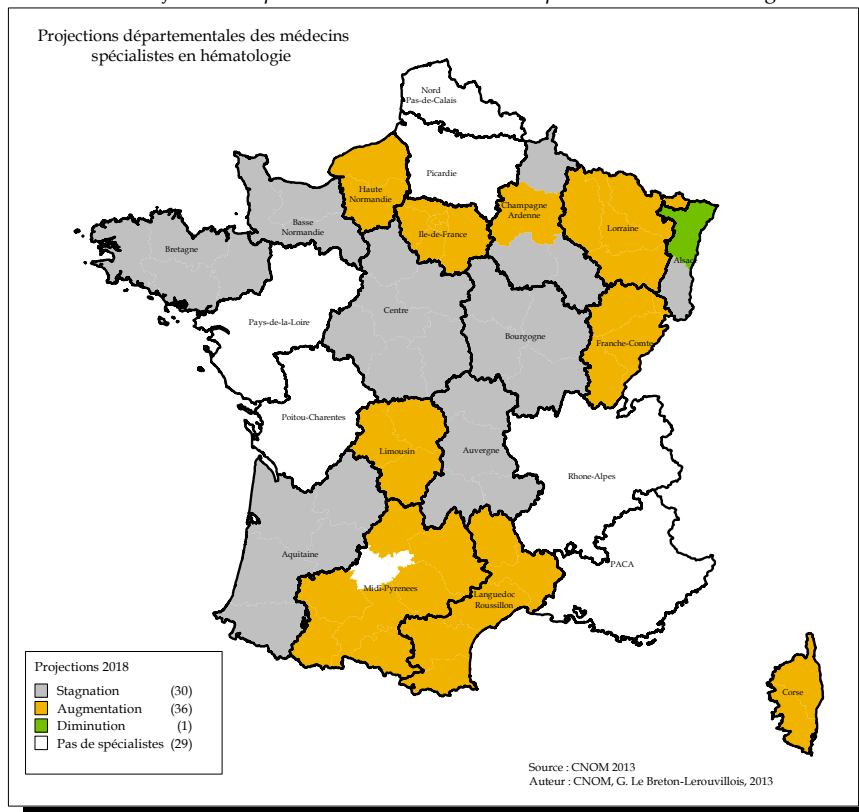 Projections départementales des médecins
spécialistes en hématologie
Nord
Pas-de-Calais
Picardie
Haute
Normandie
Champagne
Ardenne
Basse
Normandie
Ile-de-France
Lorraine
Bretagne
Alsace
Centre
Pays-de-la-Loire
Bourgogne
Franche-Comte
Poitou-Charentes
Limousin
Auvergne
Rhone-Alpes
Aquitaine
PACA
Midi-Pyrenees
Languedoc
Roussillon
Corse
Projections 2018
Stagnation (30)
Augmentation (36)
Diminution (1)
Pas de spécialistes (29)
Source : CNOM 2013
Auteur : CNOM, G. Le Breton-Lerouvillois, 2013